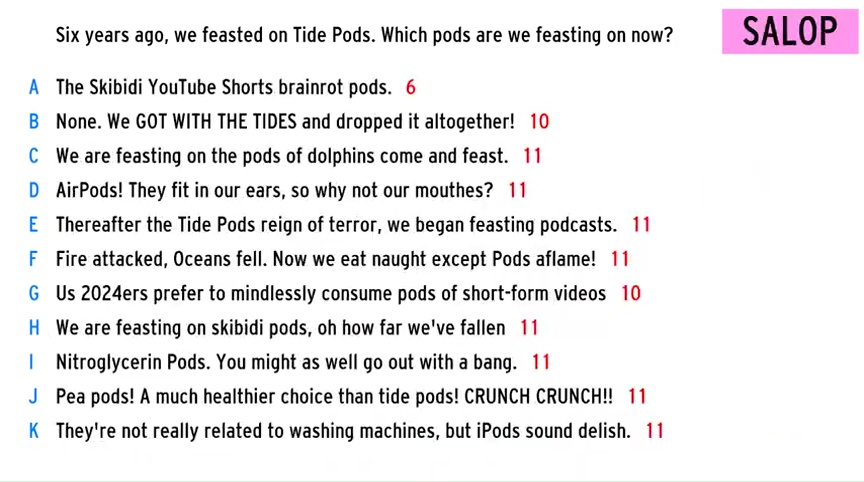 Six years ago, we feasted on Tide Pods. Which pods are we feasting on now?
SALOP
A The Skibidi YouTube Shorts brainrot pods. 6
B None. We GOT WITH THE TIDES and dropped it altogether! 10
C We are feasting on the pods of dolphins come and feast. 11
D AirPods! They fit in our ears, so why not our mouthes? 11
E Thereafter the Tide Pods reign of terror, we began feasting podcasts. 11
F Fire attacked, Oceans fell. Now we eat naught except Pods aflame! 11
G Us 2024ers prefer to mindlessly consume pods of short-form videos 10
H We are feasting on skibidi pods, oh how far we've fallen 11
I Nitroglycerin Pods. You might as well go out with a bang. 11
J Pea pods! A much healthier choice than tide pods! CRUNCH CRUNCH!! 11
K They're not really related to washing machines, but iPods sound delish. 11